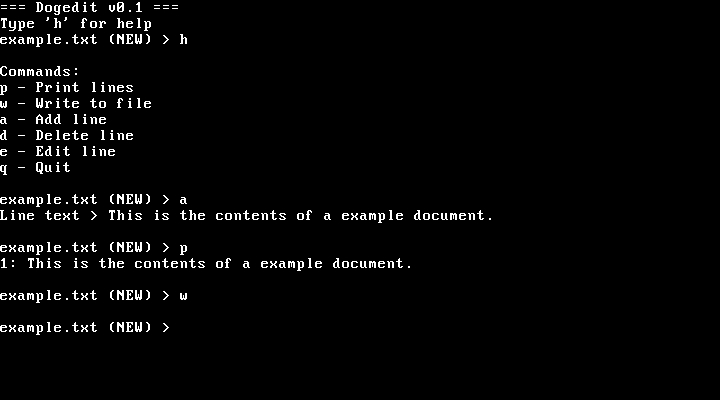 === Dogedit v0.1 ===
Type 'h' for help
example.txt (NEW) > h
Commands:
p - Print lines
w - Write to file
a - Add line
d - Delete line
e - Edit line
q - Quit
example.txt (NEW) > a
Line text > This is the contents of a example document.
example.txt (NEW) > p
1: This is the contents of a example document.
example.txt (NEW) > w
example.txt (NEW) >